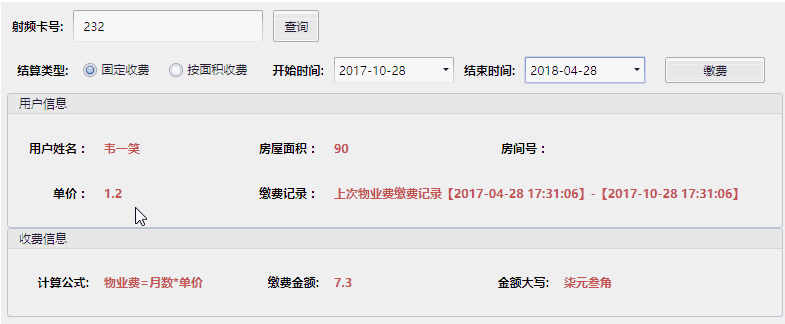 射频卡号: 232 查询
结算类型: 固定收费 按面积收费 开始时间: 2017-10-28 结束时间: 2018-04-28 缴费
用户信息
用户姓名： 韦一笑 房屋面积： 90 房间号：
单价： 1.2 缴费记录： 上次物业费缴费记录【2017-04-28 17:31:06】-【2017-10-28 17:31:06】
收费信息
计算公式: 物业费=月数*单价 缴费金额: 7.3 金额大写: 柒元叁角